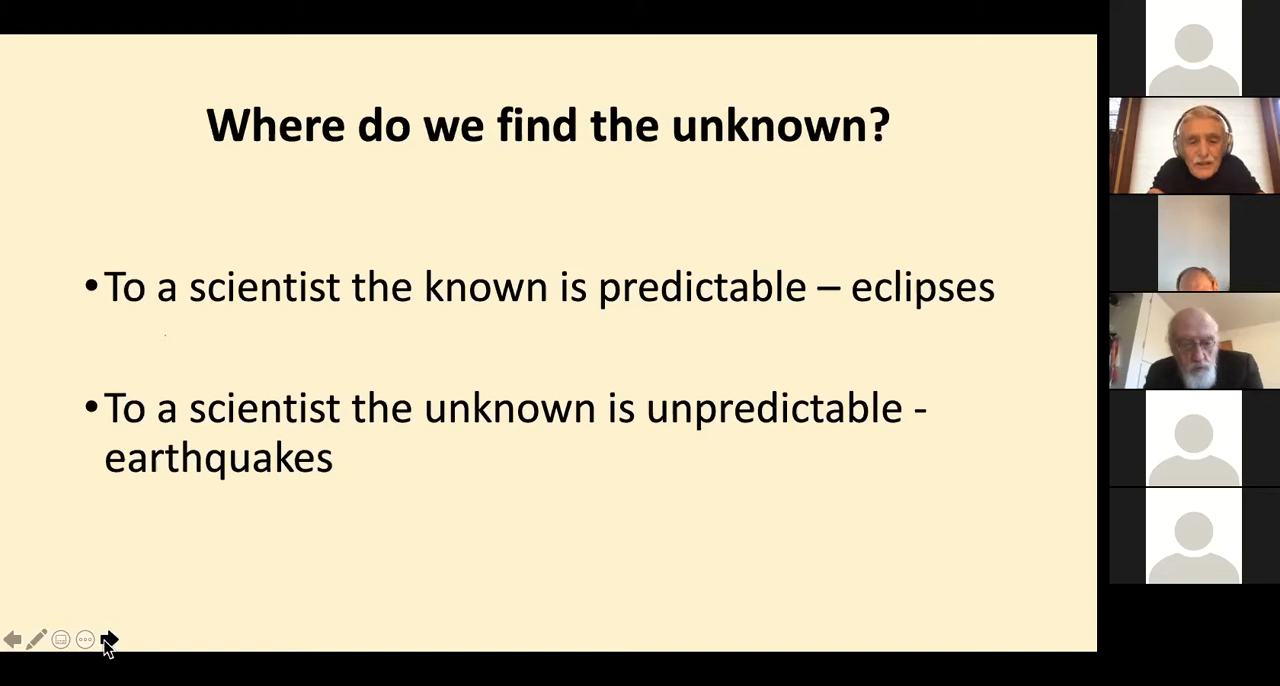 Where do we find the unknown?
•To a scientist the known is predictable – eclipses
•To a scientist the unknown is unpredictable -
earthquakes